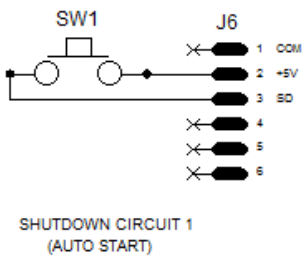 SW1
J6
1 COM
2 +5V
3 SD
4
5
6
SHUTDOWN CIRCUIT 1
(AUTO START)